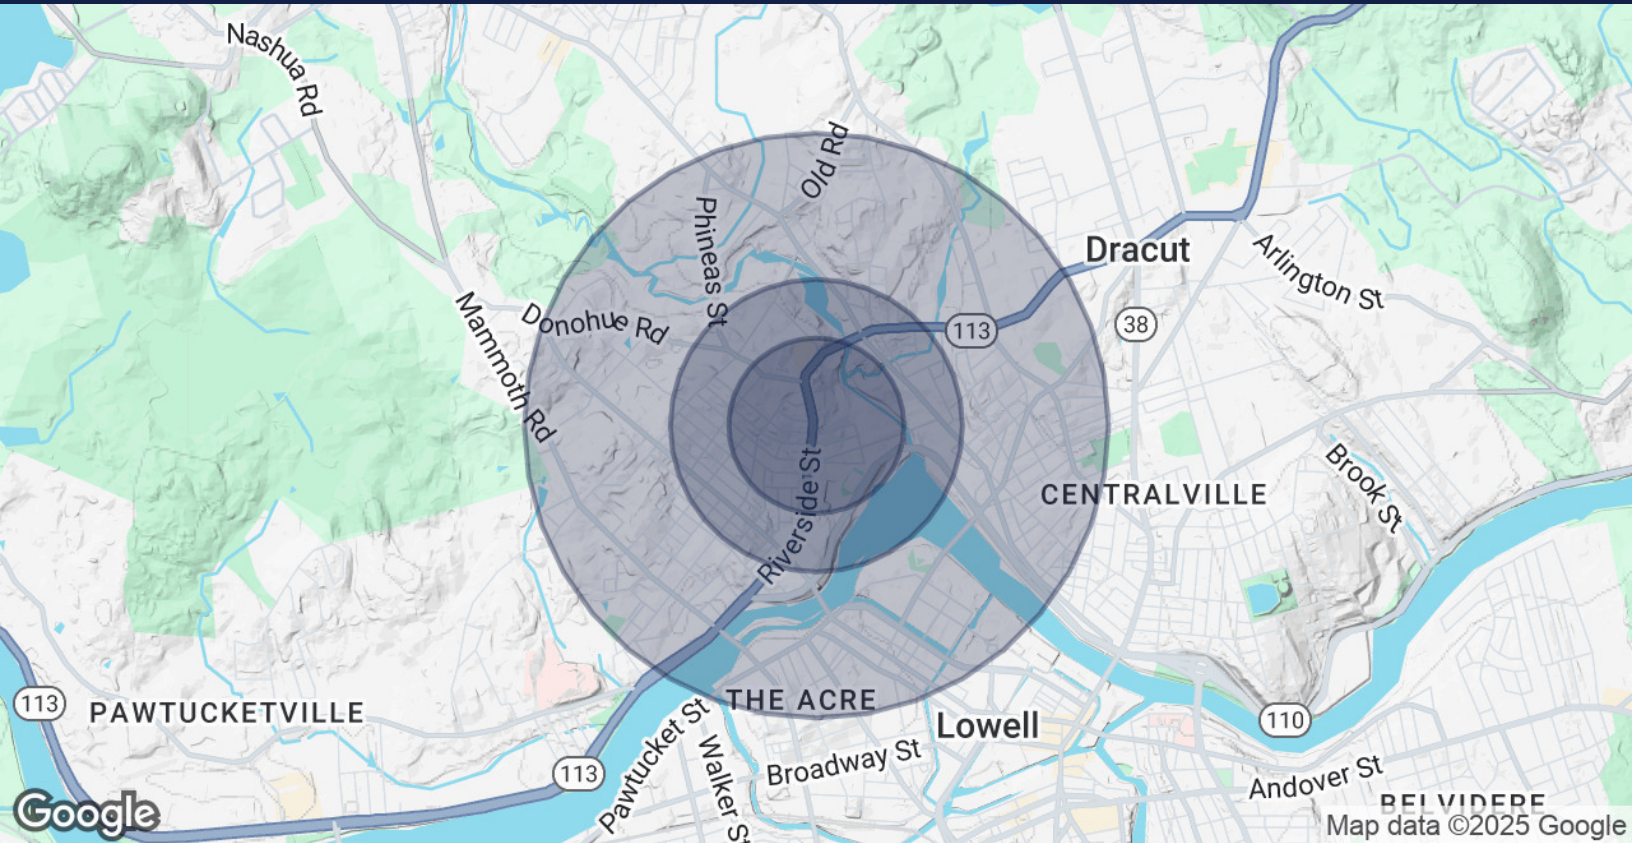 Nashua Rd
Old Rd
Phineas St
Dracut
Arlington St
Donohue Rd
Mammoth Rd
113
38
Riverside St
CENTRALVILLE
Brook St
113
PAWTUCKETVILLE
THE ACRE
Lowell
110
Pawtucket St
Walker St
Broadway St
113
Andover St
BELVIDERE
Google
Map data ©2025 Google